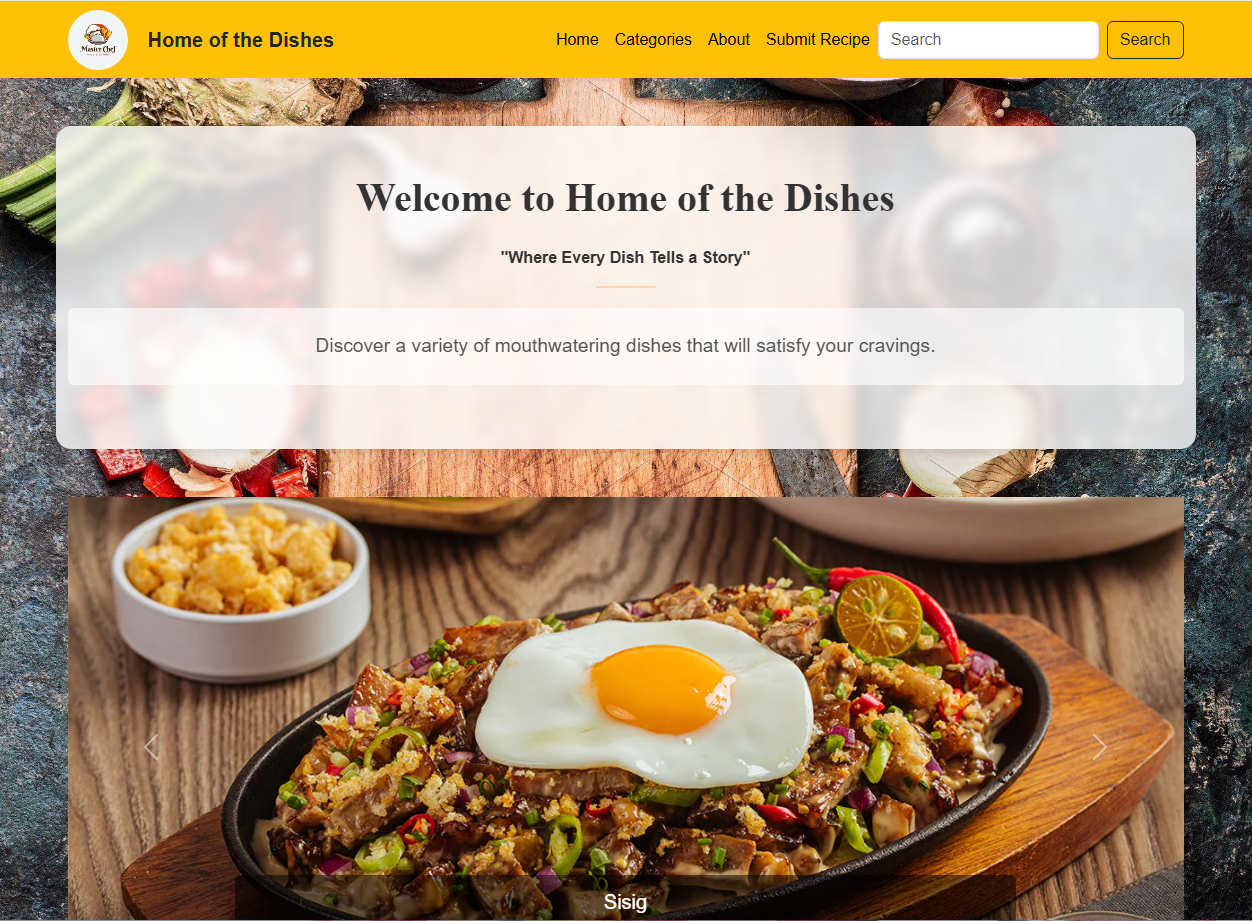 Master Chef
Home of the Dishes
Home
Categories
About
Submit Recipe
Search
Search
Welcome to Home of the Dishes
"Where Every Dish Tells a Story"
Discover a variety of mouthwatering dishes that will satisfy your cravings.
Sisig